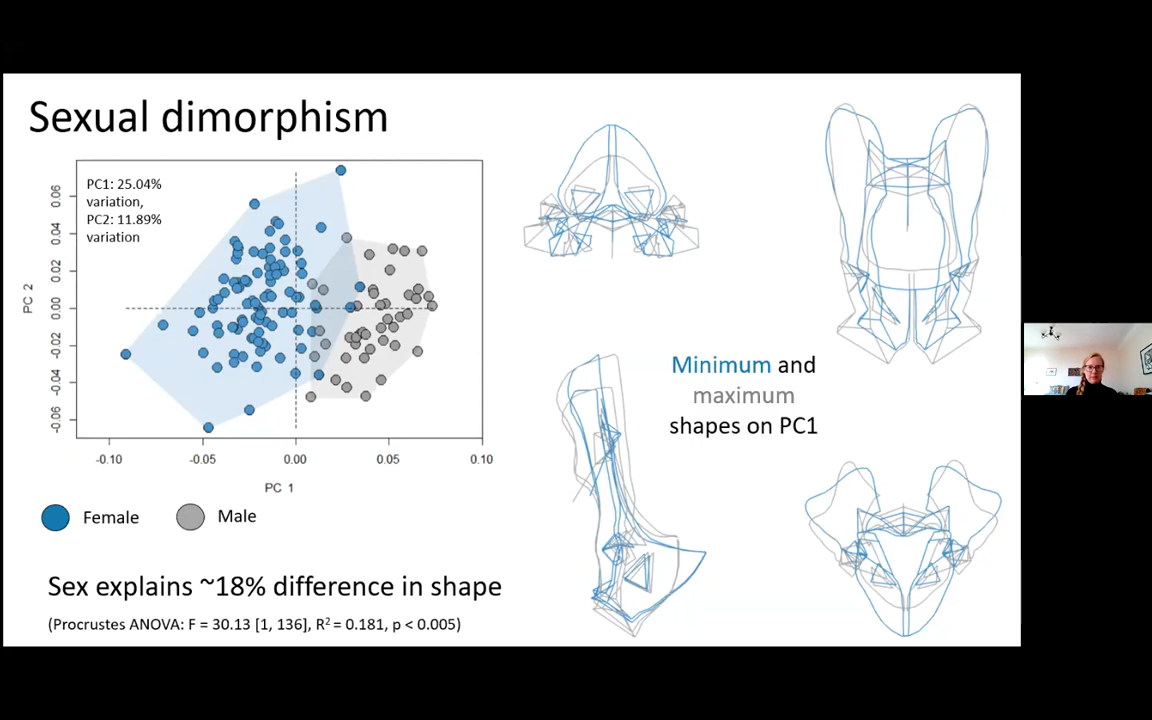 Sexual dimorphism
PC1: 25.04%
variation,
PC2: 11.89%
variation
0.06
0.04
0.02
0.00
-0.02
-0.04
-0.06
PC 2
-0.10
-0.05
0.00
0.05
0.10
PC 1
Female
Male
Minimum and
maximum
shapes on PC1
Sex explains ~18% difference in shape
(Procrustes ANOVA: F = 30.13 [1, 136], R² = 0.181, p < 0.005)